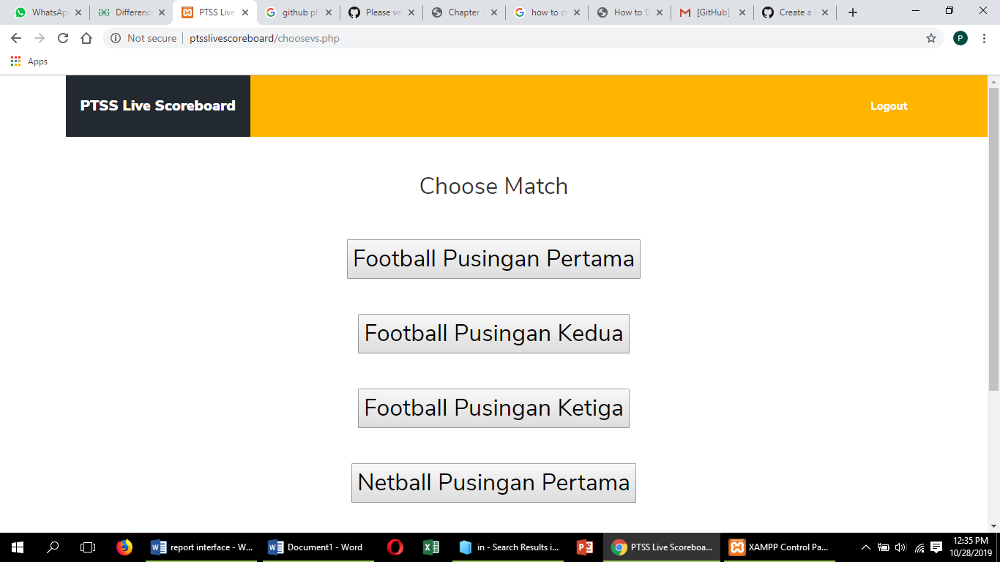 WhatsApp
Differenc
PTSS Live
github ph
Please ve
Chapter
how to cr
How to D
[GitHub]
Create a
Not secure
ptsslivescoreboard/choosevs.php
P
Apps
PTSS Live Scoreboard
Logout
Choose Match
Football Pusingan Pertama
Football Pusingan Kedua
Football Pusingan Ketiga
Netball Pusingan Pertama
report interface - W...
Document1 - Word
in - Search Results i...
PTSS Live Scoreboa...
XAMPP Control Pa...
12:35 PM
10/28/2019